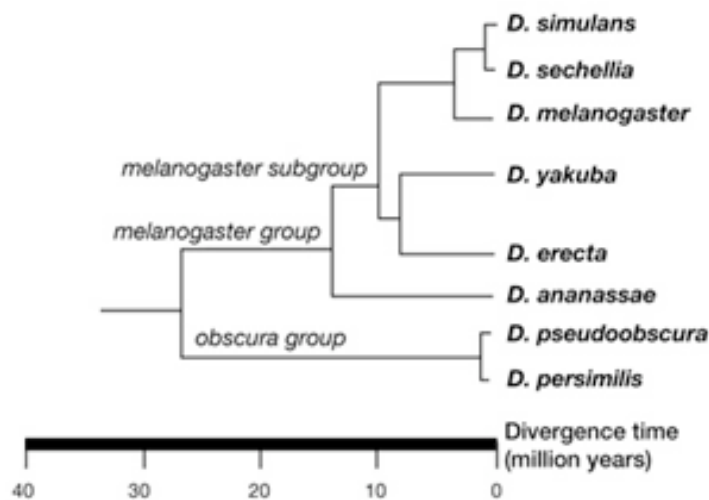 D. simulans
D. sechellia
D. melanogaster
melanogaster subgroup
D. yakuba
melanogaster group
D. erecta
D. ananassae
obscura group
D. pseudoobscura
D. persimilis
Divergence time
(million years)
40 30 20 10 0